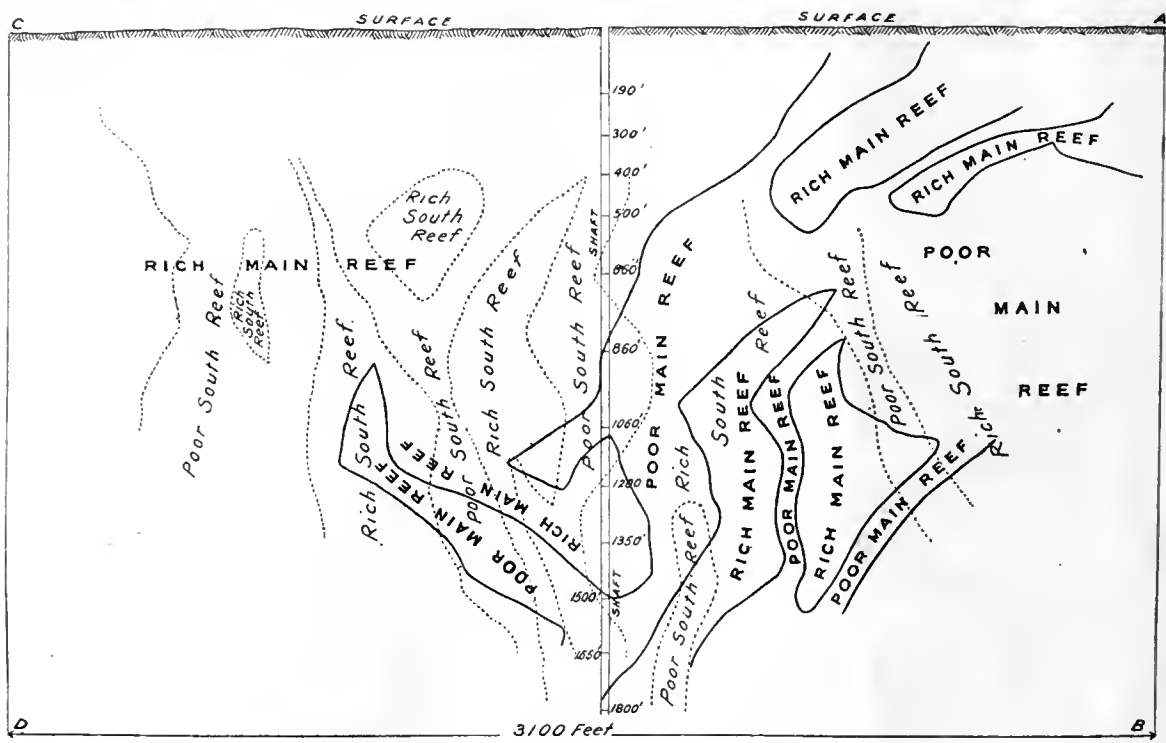 C
SURFACE
SURFACE
A
190'
300'
400'
500'
SHAFT
860'
860'
1060'
1280'
1350'
1500'
SHAFT
1650'
1800'
RICH MAIN REEF
Poor South Reef
Rich South Reef
Rich
South
Reef
Rich South Reef
Poor South Reef
Rich South Reef
Poor South Reef
RICH MAIN REEF
POOR MAIN REEF
POOR MAIN REEF
Rich South Reef
Poor South Reef
RICH MAIN REEF
POOR MAIN REEF
RICH MAIN REEF
POOR MAIN REEF
Poor South Reef
Rich South Reef
RICH MAIN REEF
RICH MAIN REEF
POOR
MAIN
REEF
D
3100 Feet
B